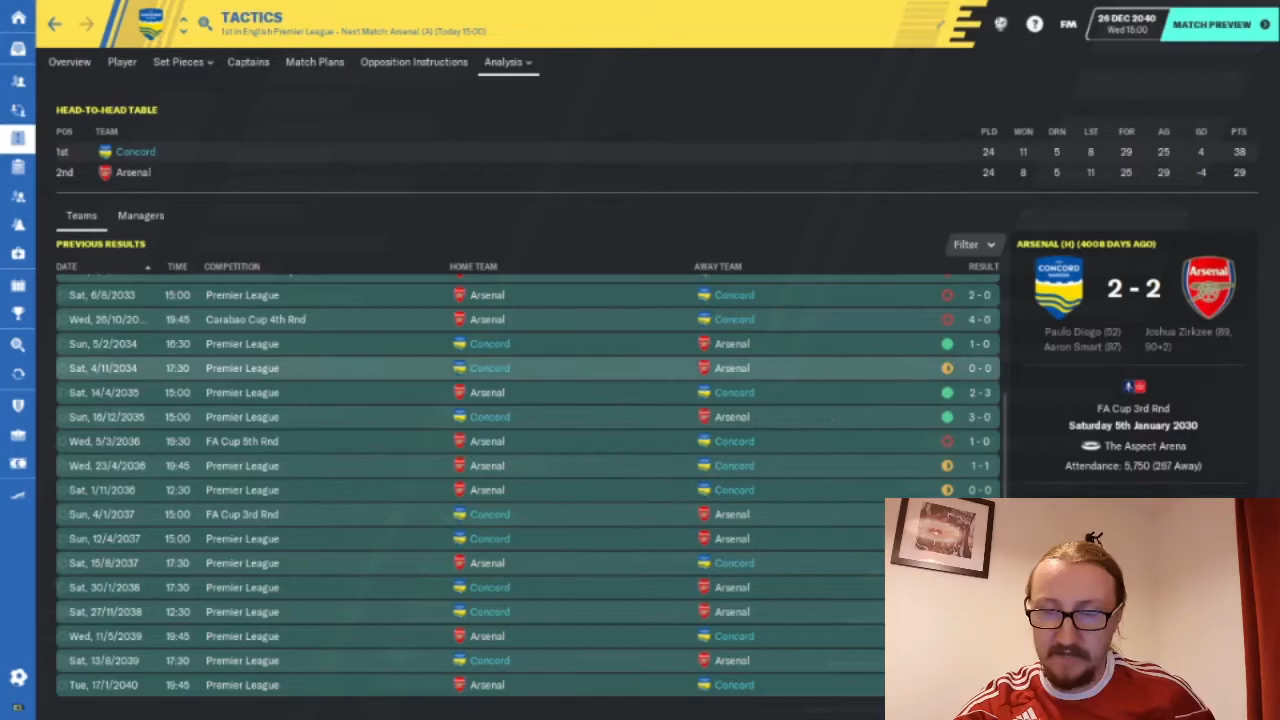 TACTICS
1st in English Premier League - Next Match: Arsenal (A) (Today 15:00)
FM
26 DEC 2040
Wed 15:00
MATCH PREVIEW
Overview Player Set Pieces Captains Match Plans Opposition Instructions Analysis
HEAD-TO-HEAD TABLE
POS TEAM PLD WON DRN LST FOR AG GD PTS
1st Concord 24 11 5 8 29 25 4 38
2nd Arsenal 24 8 5 11 25 29 -4 29
Teams Managers
PREVIOUS RESULTS
Filter
DATE TIME COMPETITION HOME TEAM AWAY TEAM RESULT
Sat, 6/8/2033 15:00 Premier League Arsenal Concord 2 - 0
Wed, 26/10/20... 19:45 Carabao Cup 4th Rnd Arsenal Concord 4 - 0
Sun, 5/2/2034 16:30 Premier League Concord Arsenal 1 - 0
Sat, 4/11/2034 17:30 Premier League Concord Arsenal 0 - 0
Sat, 14/4/2035 15:00 Premier League Arsenal Concord 2 - 3
Sun, 16/12/2035 15:00 Premier League Concord Arsenal 3 - 0
Wed, 5/3/2036 19:30 FA Cup 5th Rnd Arsenal Concord 1 - 0
Wed, 23/4/2036 19:45 Premier League Arsenal Concord 1 - 1
Sat, 1/11/2036 12:30 Premier League Arsenal Concord 0 - 0
Sun, 4/1/2037 15:00 FA Cup 3rd Rnd Concord Arsenal
Sun, 12/4/2037 15:00 Premier League Concord Arsenal
Sat, 15/8/2037 17:30 Premier League Arsenal Concord
Sat, 30/1/2038 17:30 Premier League Concord Arsenal
Sat, 27/11/2038 12:30 Premier League Concord Arsenal
Wed, 11/5/2039 19:45 Premier League Arsenal Concord
Sat, 13/8/2039 17:30 Premier League Concord Arsenal
Tue, 17/1/2040 19:45 Premier League Arsenal Concord
ARSENAL (H) (4008 DAYS AGO)
CONCORD
2 - 2
Arsenal
Paulo Diogo (52)
Aaron Smart (87)
Joshua Zirkzee (89,
90+2)
FA Cup 3rd Rnd
Saturday 5th January 2030
The Aspect Arena
Attendance: 5,750 (287 Away)